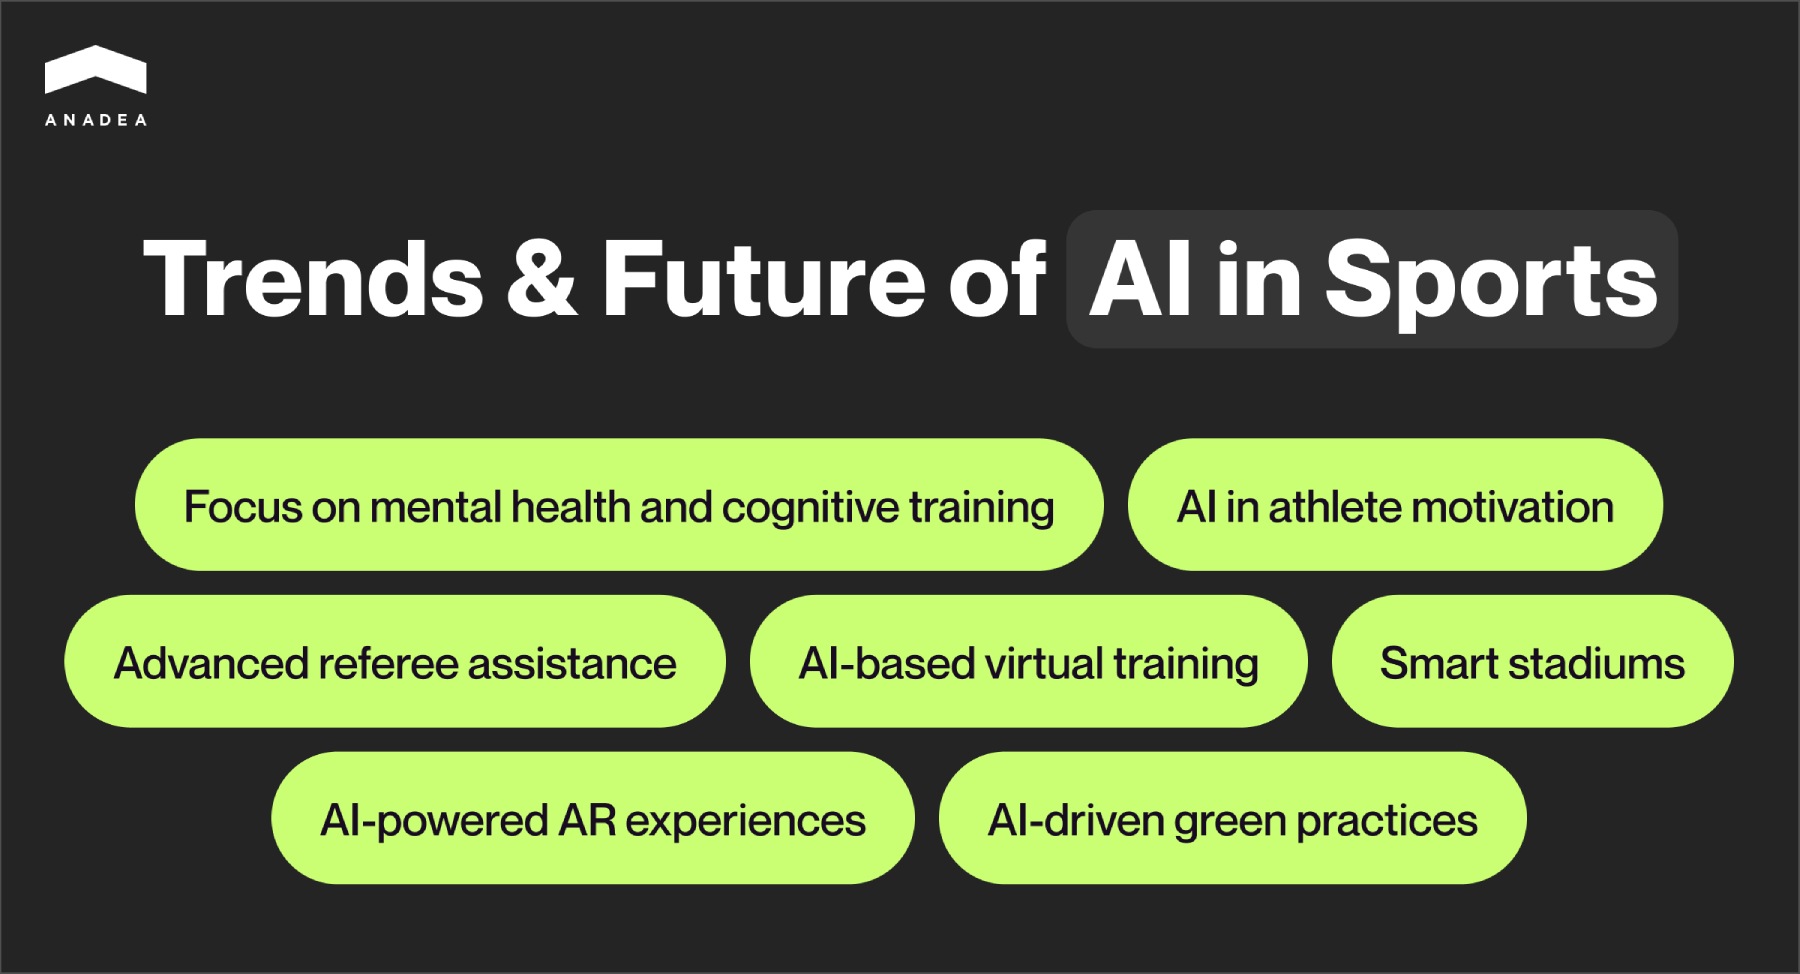 ANADEA
Trends & Future of AI in Sports
Focus on mental health and cognitive training
AI in athlete motivation
Advanced referee assistance
AI-based virtual training
Smart stadiums
AI-powered AR experiences
AI-driven green practices